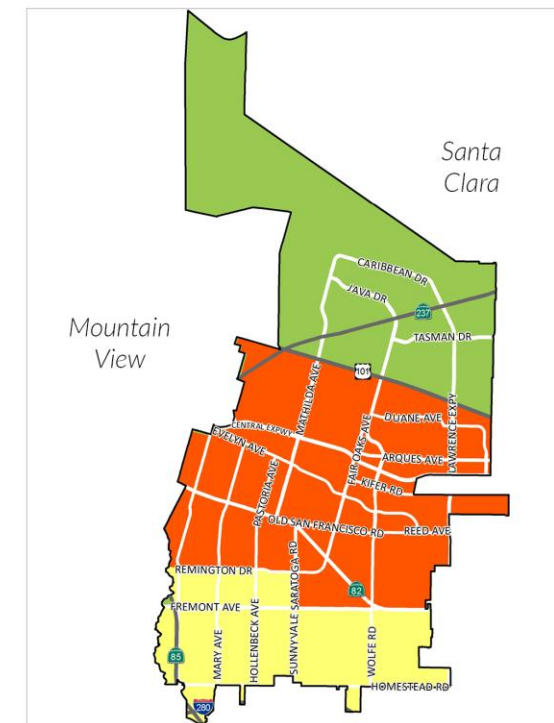 Santa
Clara
CARIBBEAN DR
JAVA DR
237
TASMAN DR
Mountain
View
101
MATHILDA AVE
DUANE AVE
FAIR OAKS AVE
LAWRENCE EXPY
CENTRAL EXPWY
EVELYN AVE
ARQUES AVE
KIFER RD
PASTORIA AVE
OLD SAN FRANCISCO RD
REED AVE
REMINGTON DR
SUNNYVALE SARATOGA RD
82
FREMONT AVE
MARY AVE
HOLLENBECK AVE
WOLFE RD
85
HOMESTEAD RD
280